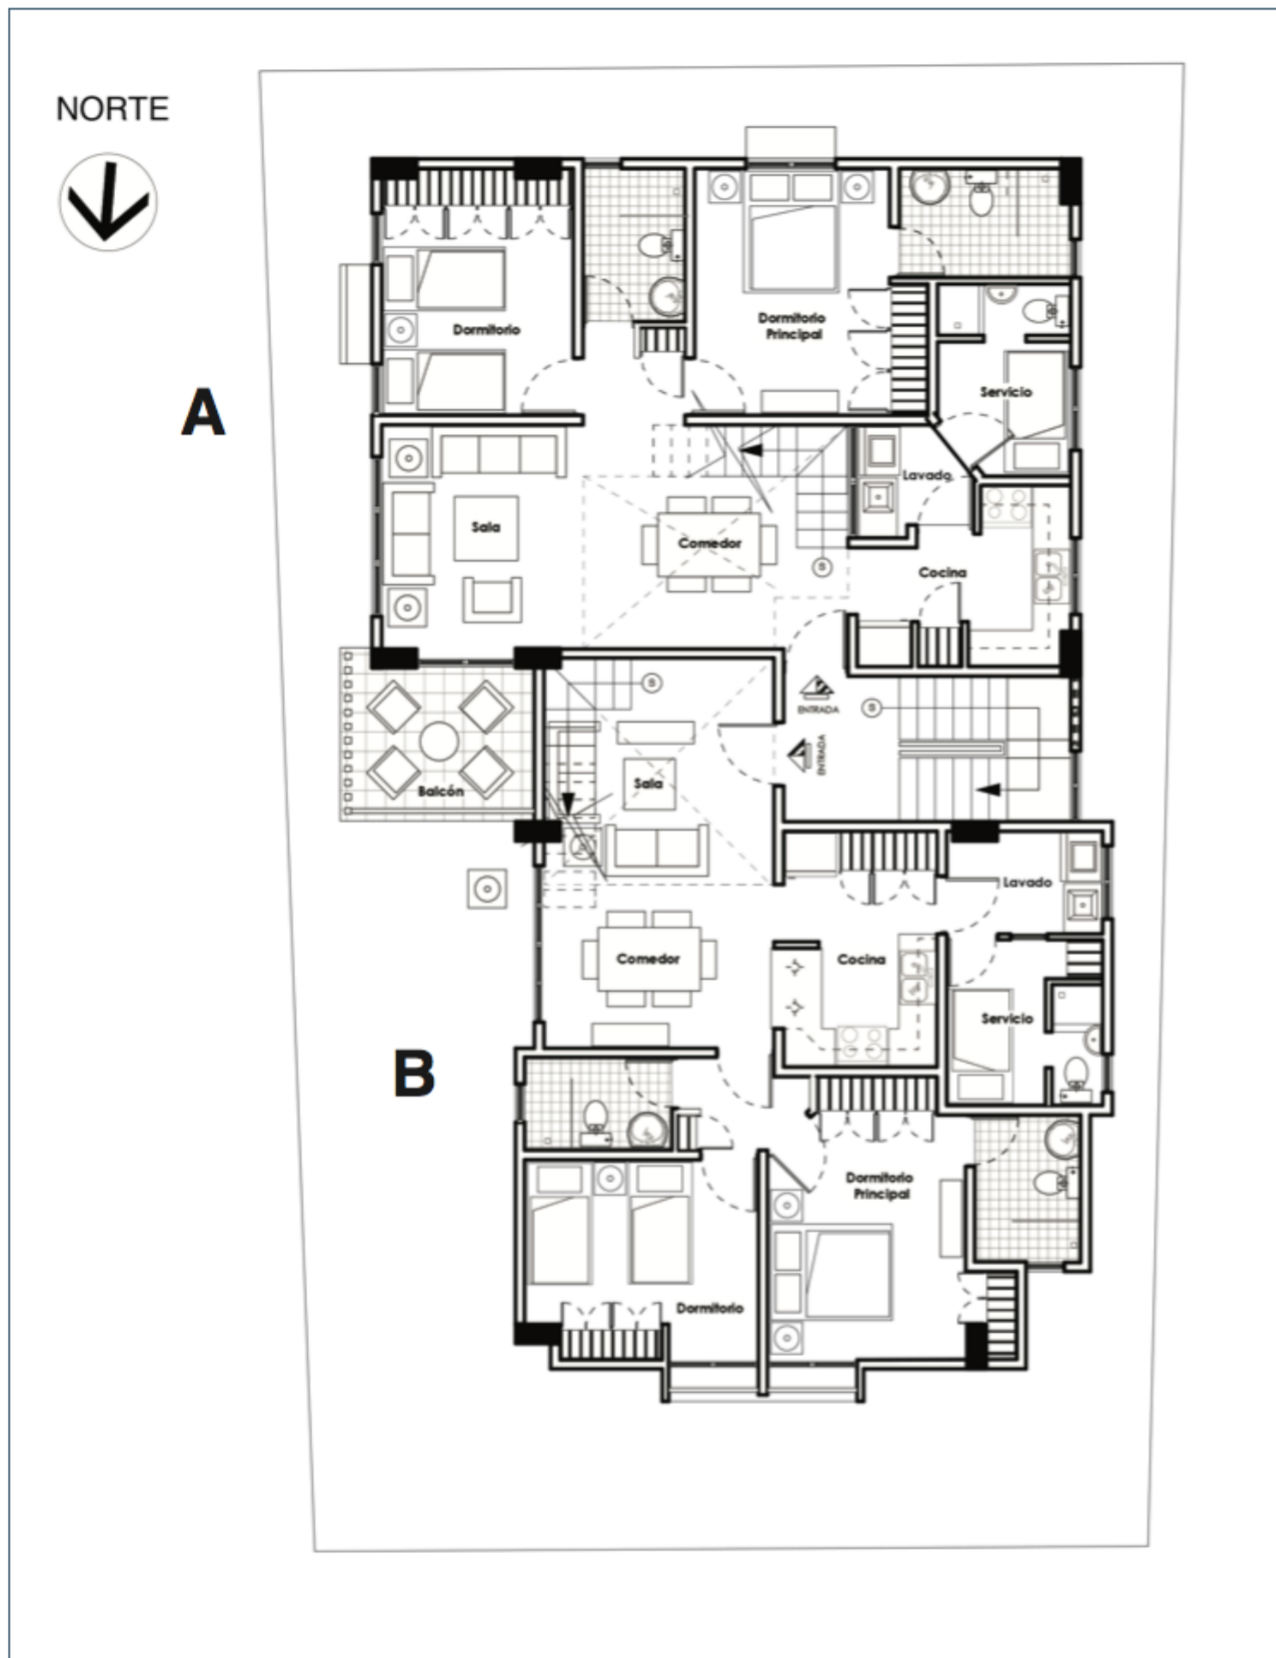 NORTE
Dormitorio
Dormitorio
Principal
A
Servicio
Lavado
Sala
Comedor
S
Cocina
S
ENTRADA
S
ENTRADA
Sala
Balcón
Lavado
Comedor
Cocina
Servicio
B
Dormitorio
Principal
Dormitorio